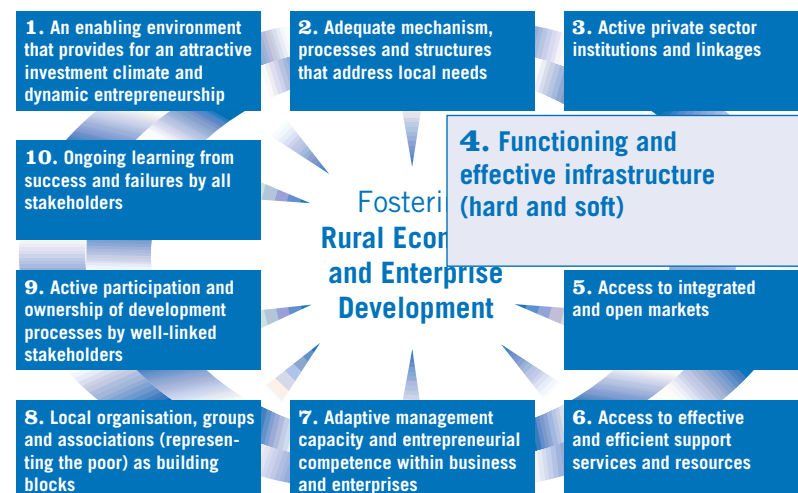 1. An enabling environment
that provides for an attractive
investment climate and
dynamic entrepreneurship
2. Adequate mechanism,
processes and structures
that address local needs
3. Active private sector
institutions and linkages
4. Functioning and
effective infrastructure
(hard and soft)
10. Ongoing learning from
success and failures by all
stakeholders
Fosteri
Rural Econ
and Enterprise
Development
9. Active participation and
ownership of development
processes by well-linked
stakeholders
5. Access to integrated
and open markets
8. Local organisation, groups
and associations (represen-
ting the poor) as building
blocks
7. Adaptive management
capacity and entrepreneurial
competence within business
and enterprises
6. Access to effective
and efficient support
services and resources